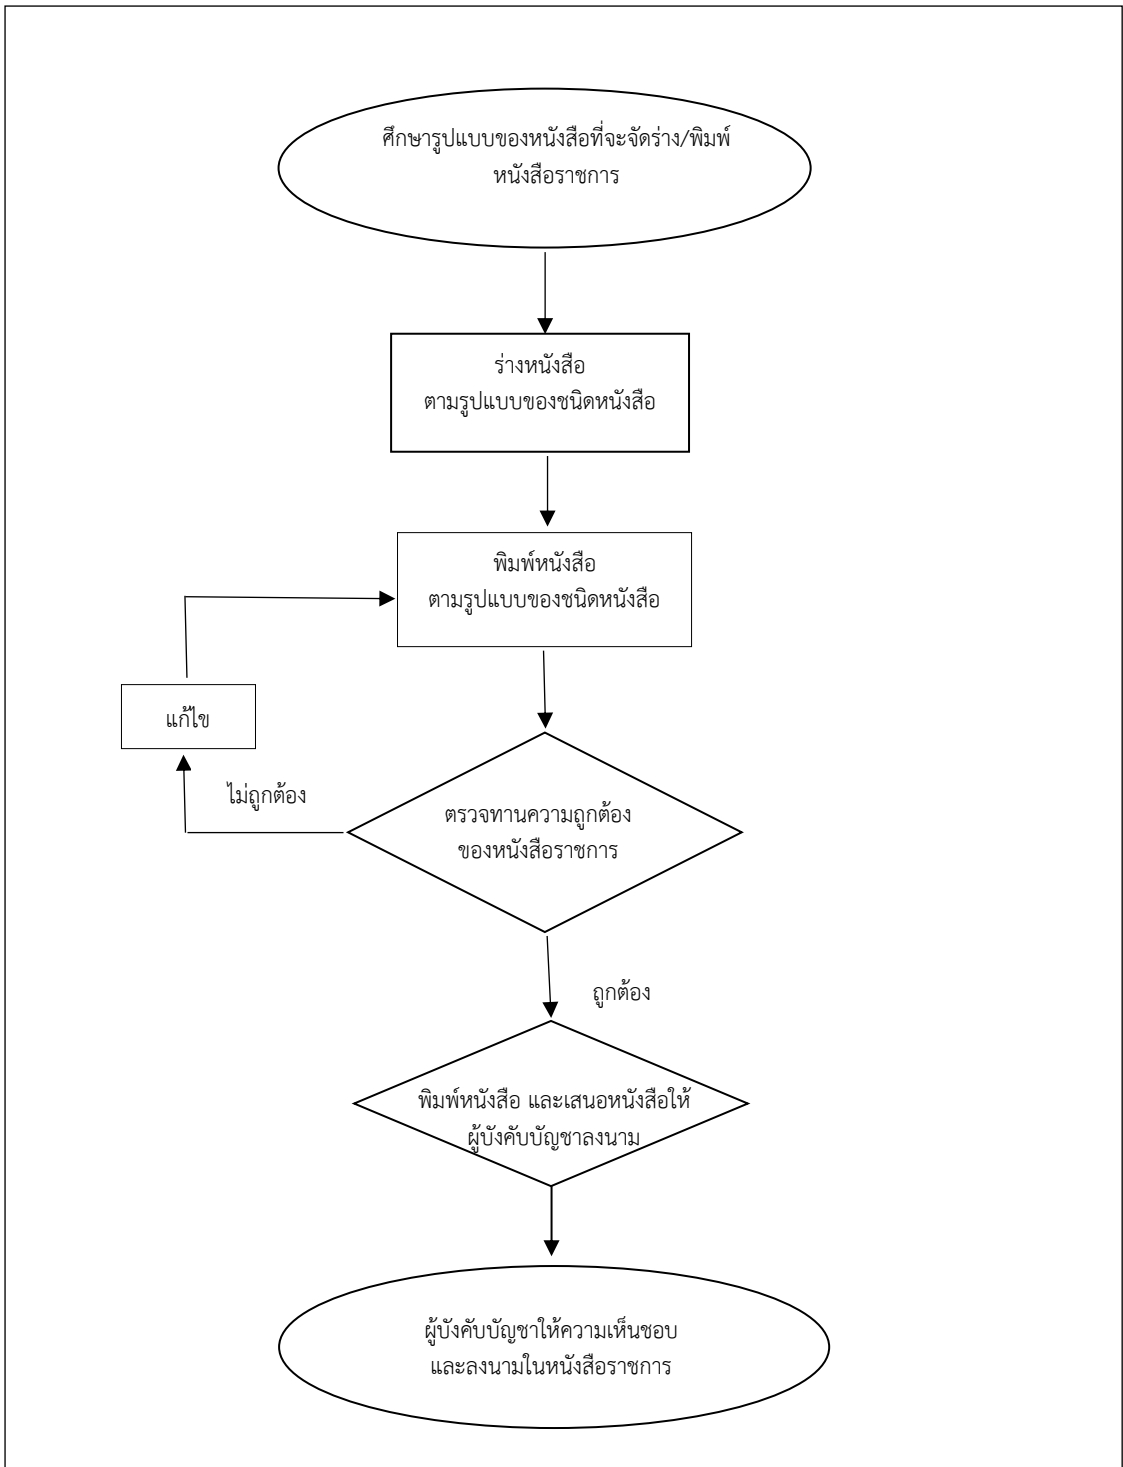 ศึกษารูปแบบของหนังสือที่จะจัดร่าง/พิมพ์
หนังสือราชการ
ร่างหนังสือ
ตามรูปแบบของชนิดหนังสือ
พิมพ์หนังสือ
ตามรูปแบบของชนิดหนังสือ
แก้ไข
ไม่ถูกต้อง
ตรวจทานความถูกต้อง
ของหนังสือราชการ
ถูกต้อง
พิมพ์หนังสือ และเสนอหนังสือให้
ผู้บังคับบัญชาลงนาม
ผู้บังคับบัญชาให้ความเห็นชอบ
และลงนามในหนังสือราชการ